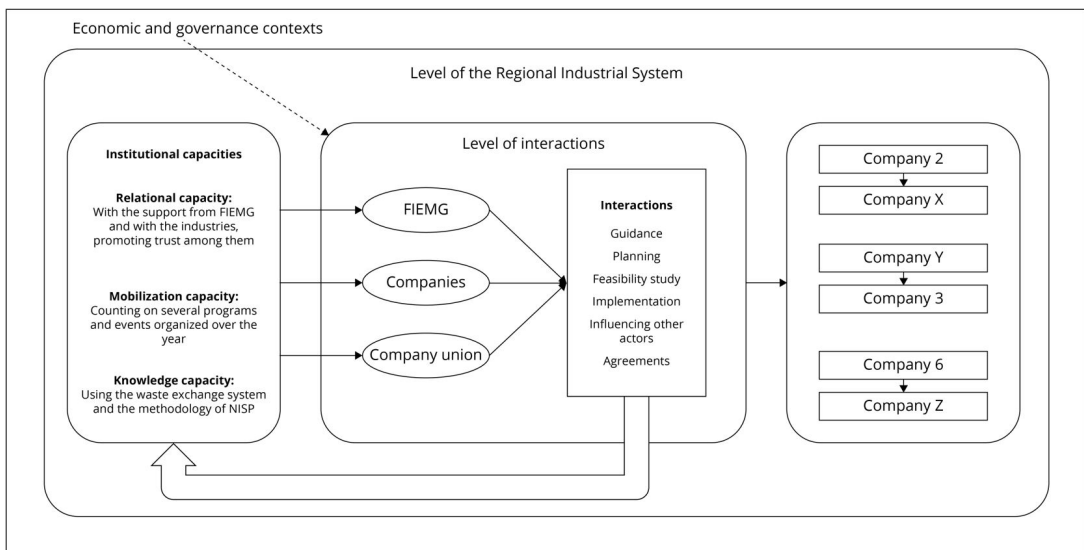 Economic and governance contexts
Level of the Regional Industrial System
Institutional capacities
Relational capacity:
With the support from FIEMG
and with the industries,
promoting trust among them
Mobilization capacity:
Counting on several programs
and events organized over the
year
Knowledge capacity:
Using the waste exchange system
and the methodology of NISP
Level of interactions
FIEMG
Companies
Company union
Interactions
Guidance
Planning
Feasibility study
Implementation
Influencing other
actors
Agreements
Company 2
Company X
Company Y
Company 3
Company 6
Company Z